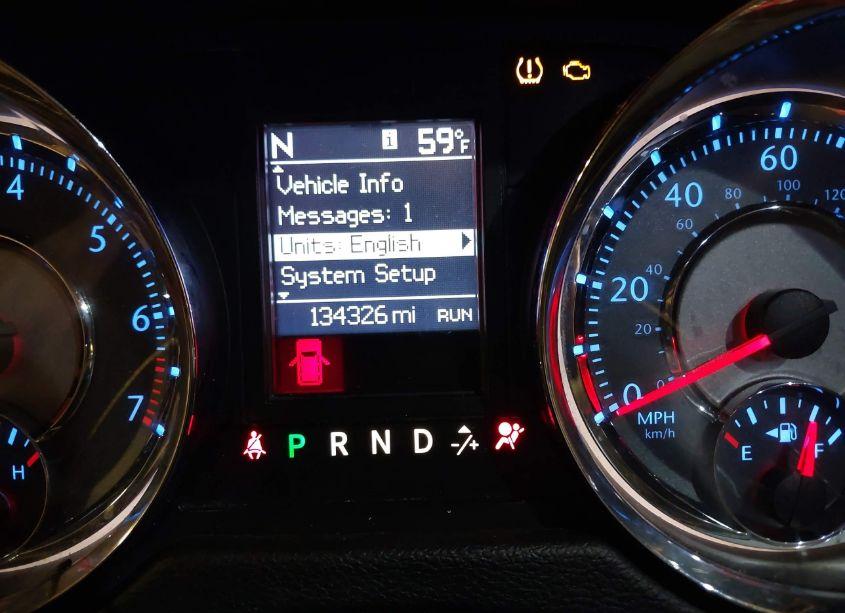 N i 59°F
Vehicle Info
Messages: 1
Units: English
System Setup
134326 mi RUN
P R N D -/+
4
5
6
7
H
0
20
40
60
0
20
40
60
80
100
120
MPH
km/h
E F